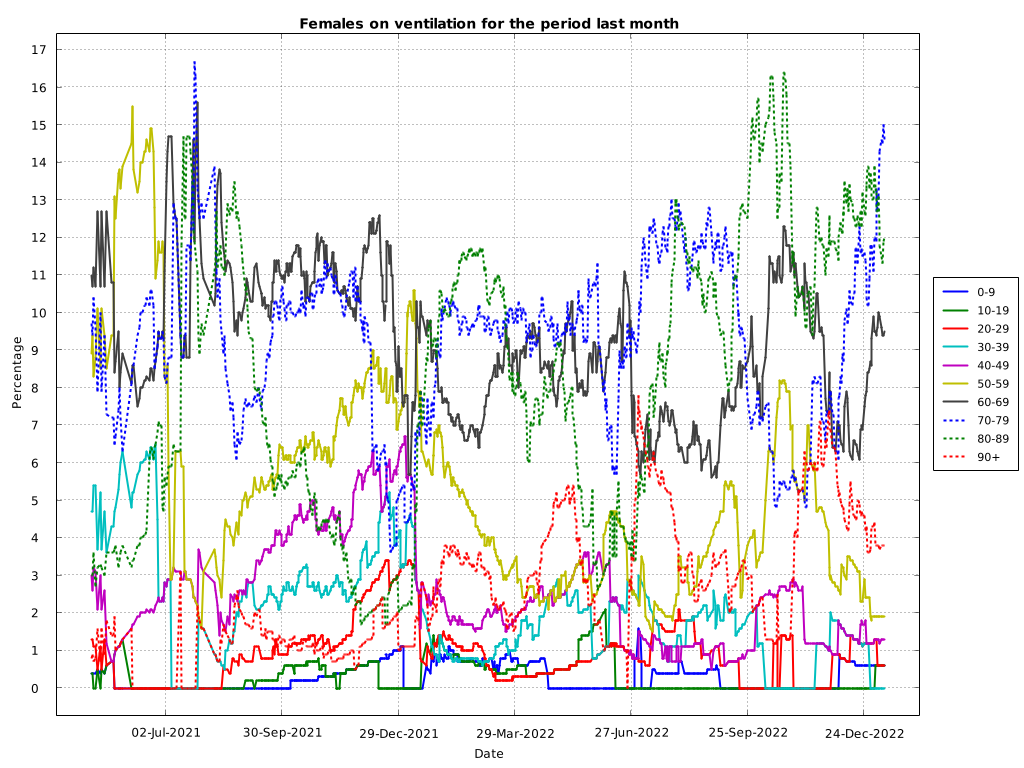 Females on ventilation for the period last month
17
16
15
14
13
12
11
10
9
8
7
6
5
4
3
2
1
0
Percentage
02-Jul-2021
30-Sep-2021
29-Dec-2021
29-Mar-2022
27-Jun-2022
25-Sep-2022
24-Dec-2022
Date
0-9
10-19
20-29
30-39
40-49
50-59
60-69
70-79
80-89
90+